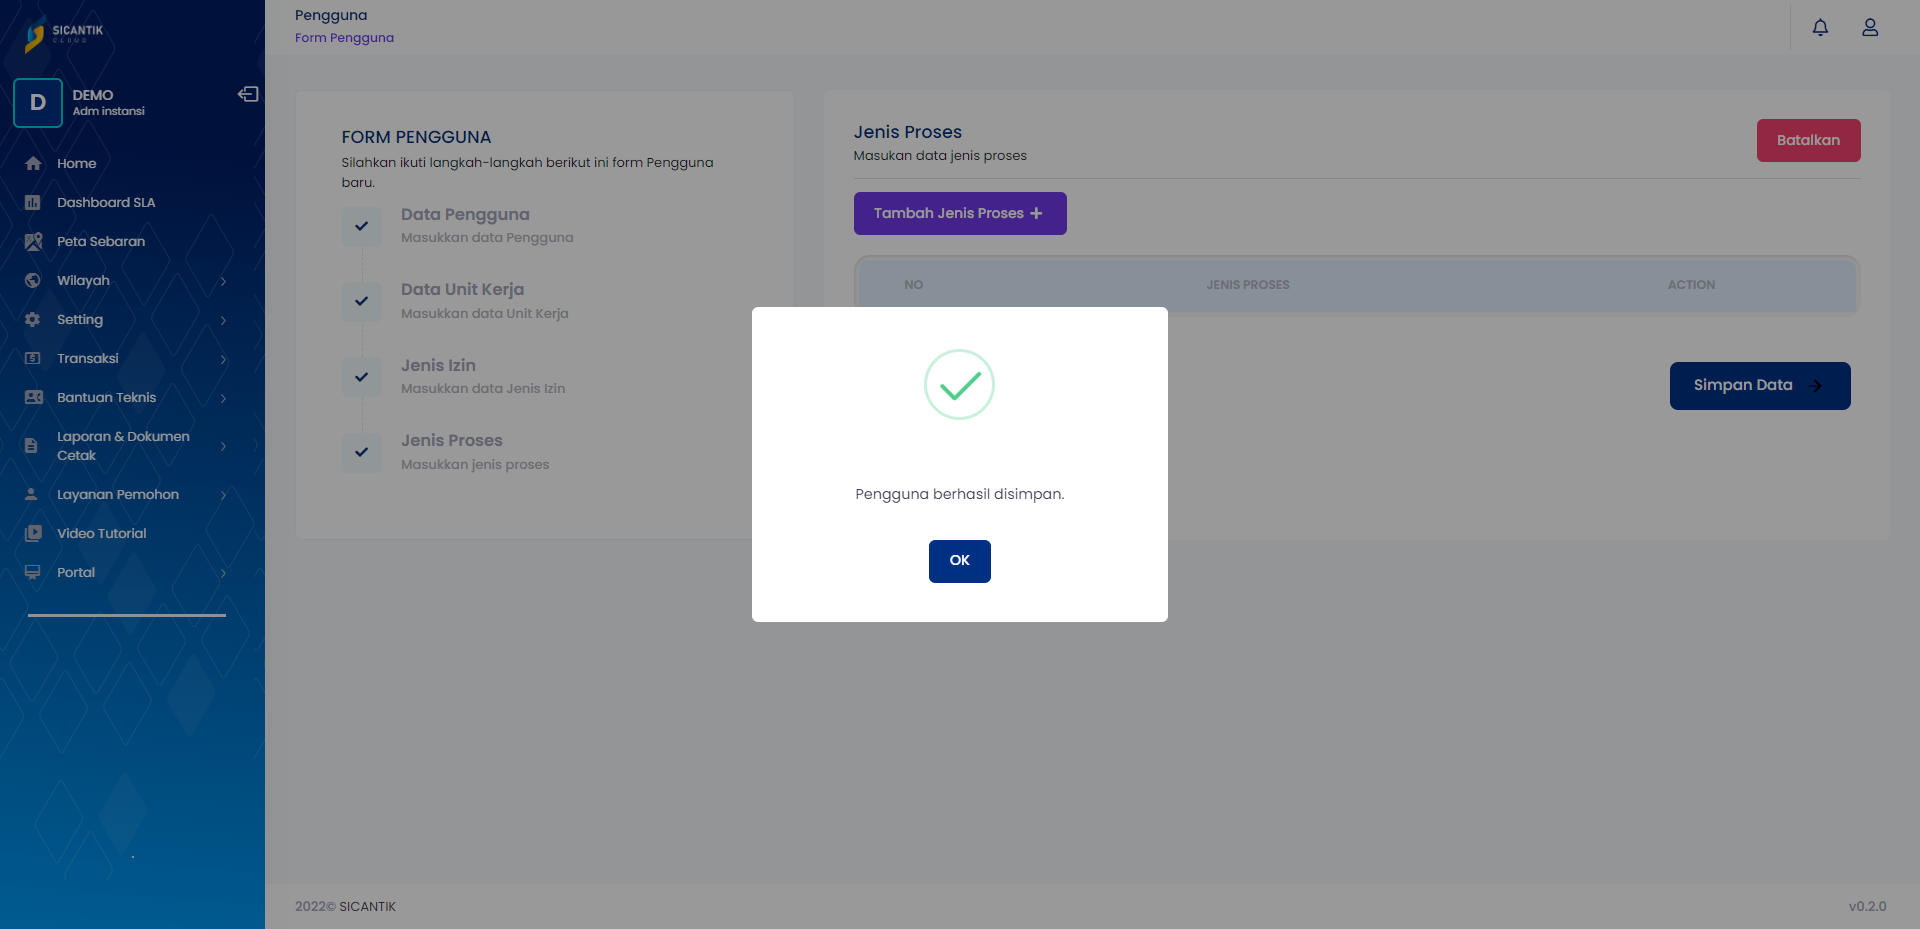 SICANTIK
CLOUD
D
DEMO
Adm instansi
Home
Dashboard SLA
Peta Sebaran
Wilayah
Setting
Transaksi
Bantuan Teknis
Laporan & Dokumen
Cetak
Layanan Pemohon
Video Tutorial
Portal
Pengguna
Form Pengguna
FORM PENGGUNA
Silahkan ikuti langkah-langkah berikut ini form Pengguna
baru.
Data Pengguna
Masukkan data Pengguna
Data Unit Kerja
Masukkan data Unit Kerja
Jenis Izin
Masukkan data Jenis Izin
Jenis Proses
Masukkan jenis proses
Jenis Proses
Masukan data jenis proses
Batalkan
Tambah Jenis Proses +
NO JENIS PROSES ACTION
Simpan Data →
Pengguna berhasil disimpan.
OK
2022© SICANTIK
v0.2.0